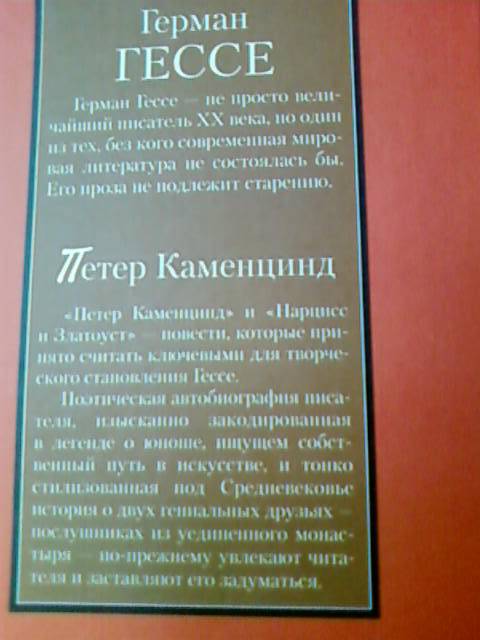 Герман
ГЕССЕ
Герман Гессе — не просто вели-
чайший писатель XX века, но один
из тех, без кого современная миро-
вая литература не состоялась бы.
Его проза не подлежит старению.
Петер Каменцинд
«Петер Каменцинд» и «Нарцисс
и Златоуст» — повести, которые при-
нято считать ключевыми для творче-
ского становления Гессе.
Поэтическая автобиография писа-
теля, изысканно закодированная
в легенде о юноше, ищущем собст-
венный путь в искусстве, и тонко
стилизованная под Средневековье
история о двух гениальных друзьях —
послушниках из уединенного монас-
тыря — по-прежнему увлекают чита-
теля и заставляют его задуматься.